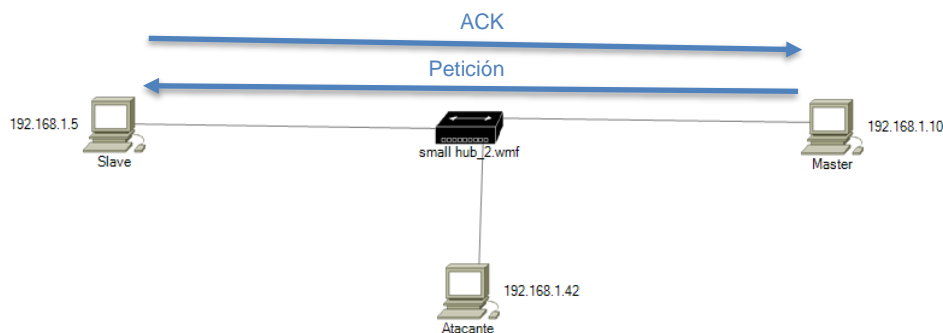 ACK
Petición
192.168.1.5
192.168.1.10
small hub_2.wmf
Slave
Master
192.168.1.42
Atacante